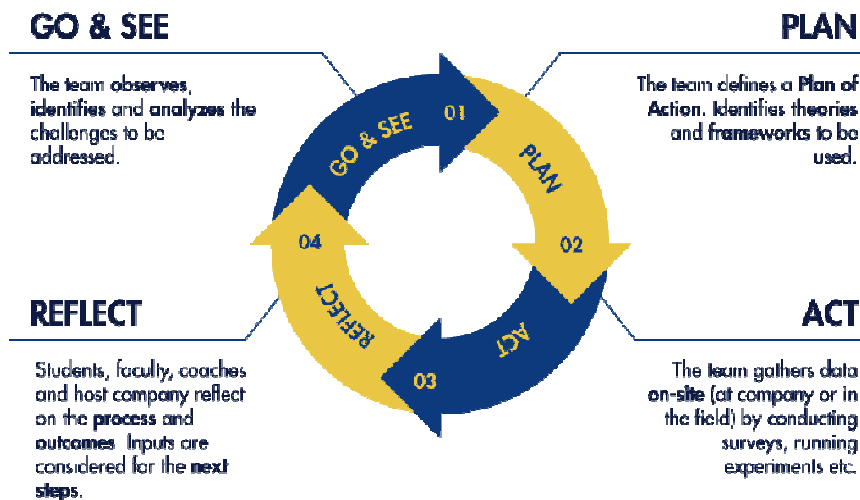 GO & SEE
The team observes,
identifies and analyzes the
challenges to be
addressed.
PLAN
The team defines a Plan of
Action. Identifies theories
and frameworks to be
used.
GO & SEE 01
PLAN
02
ACT
03
REFLECT
04
REFLECT
Students, faculty, coaches
and host company reflect
on the process and
outcomes. Inputs are
considered for the next
steps.
ACT
The team gathers data
on-site (at company or in
the field) by conducting
surveys, running
experiments etc.